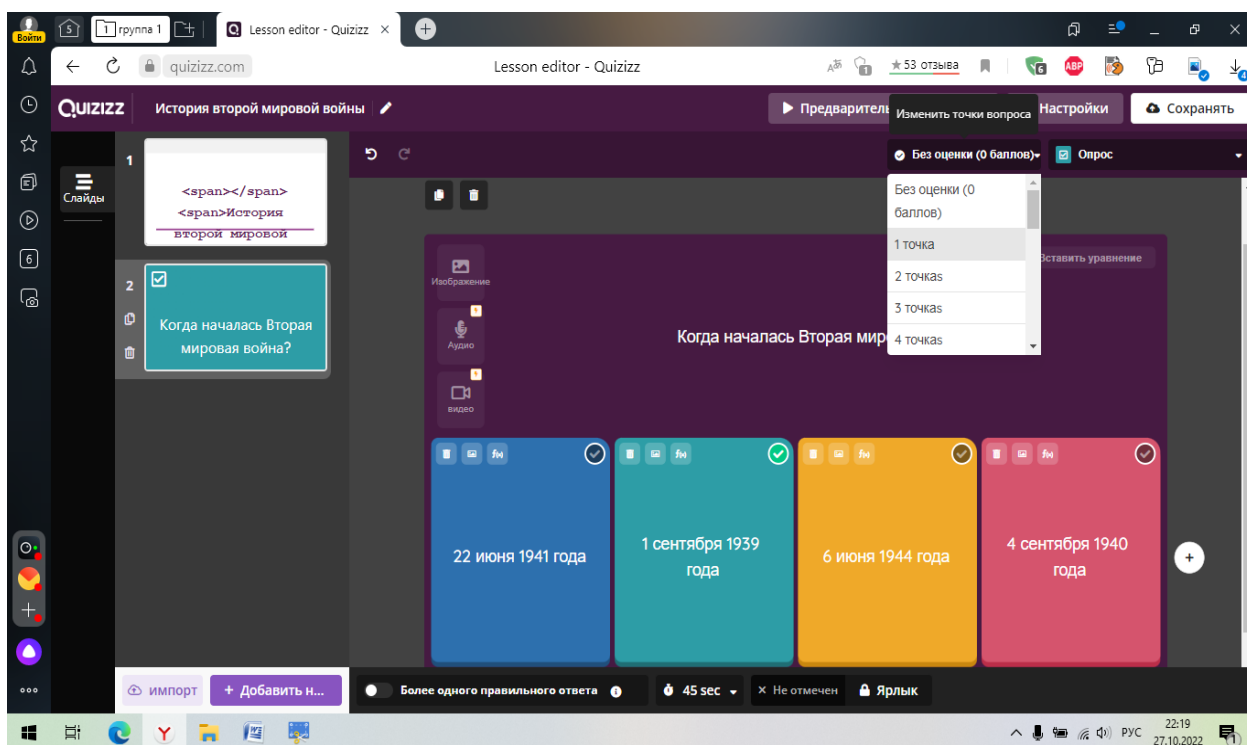 Войти
5
1 группа 1
Lesson editor - Quizizz
quizizz.com
Lesson editor - Quizizz
53 отзыва
6
ABP
4
Quizizz
История второй мировой войны
Предварител
Изменить точки вопроса
Настройки
Сохранять
Слайды
1
<span></span>
<span>История
второй мировой
2
Когда началась Вторая
мировая война?
Без оценки (0 баллов)
Опрос
Без оценки (0
баллов)
1 точка
2 точкаs
3 точкаs
4 точкаs
Вставить уравнение
Изображение
Аудио
видео
Когда началась Вторая мир
22 июня 1941 года
1 сентября 1939
года
6 июня 1944 года
4 сентября 1940
года
импорт
+ Добавить н...
Более одного правильного ответа
45 sec
Не отмечен
Ярлык
РУС
22:19
27.10.2022